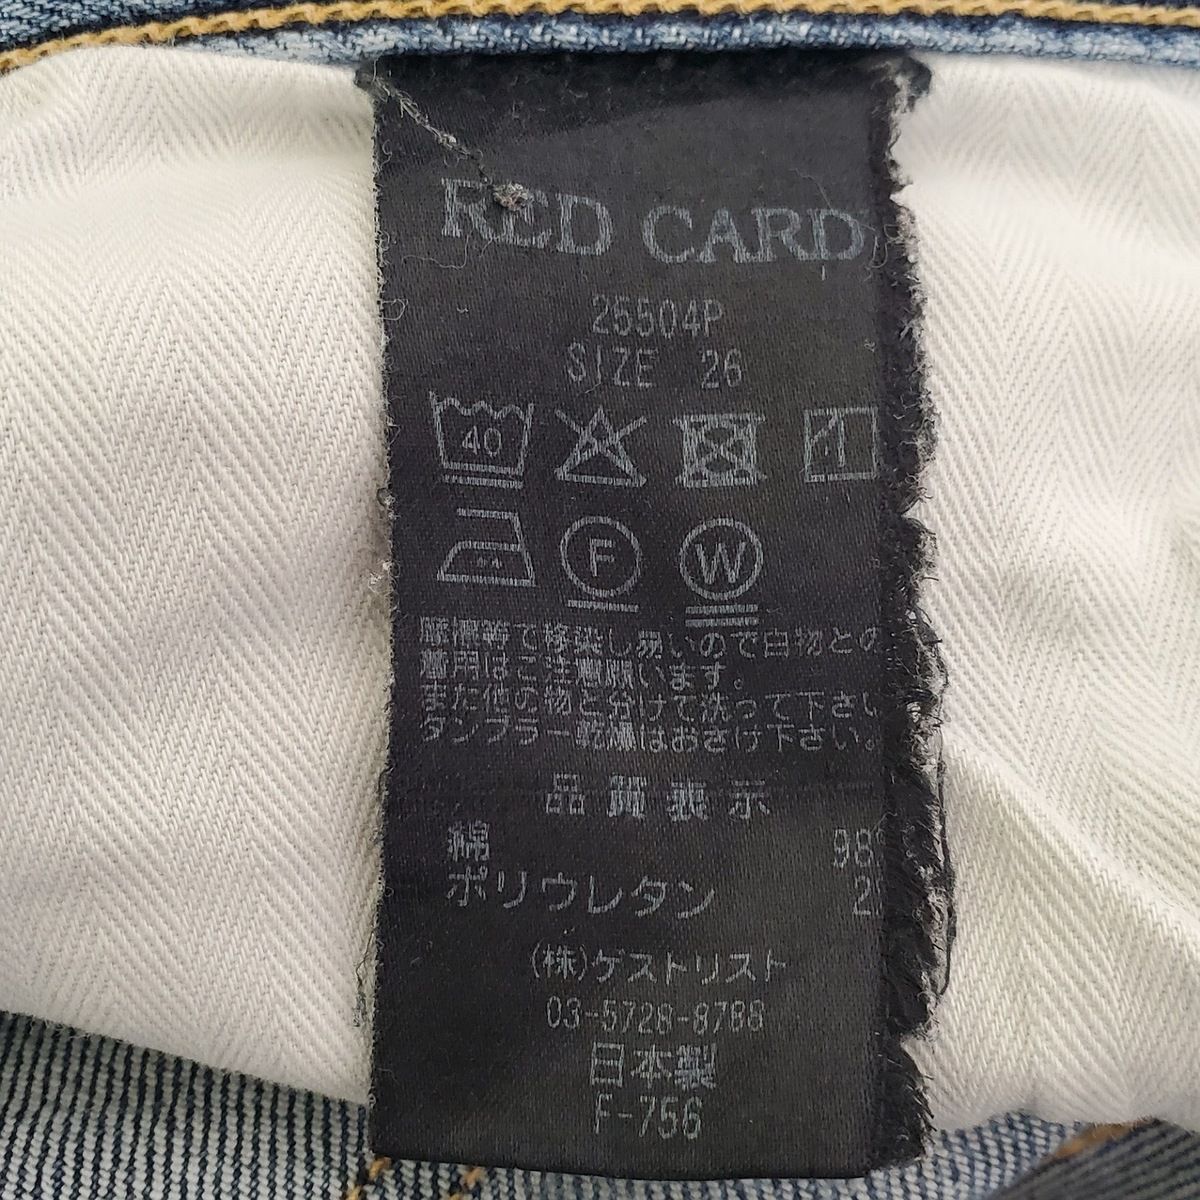 RED CARD
25504P
SIZE 26
40
F W
摩擦等で移染し易いので白物との
着用はご注意願います。
また他の物と分けて洗って下さい
タンブラー乾燥はおさけ下さい。
品質表示
綿 98%
ポリウレタン 2%
(株)ゲストリスト
03-5728-8788
日本製
F-756